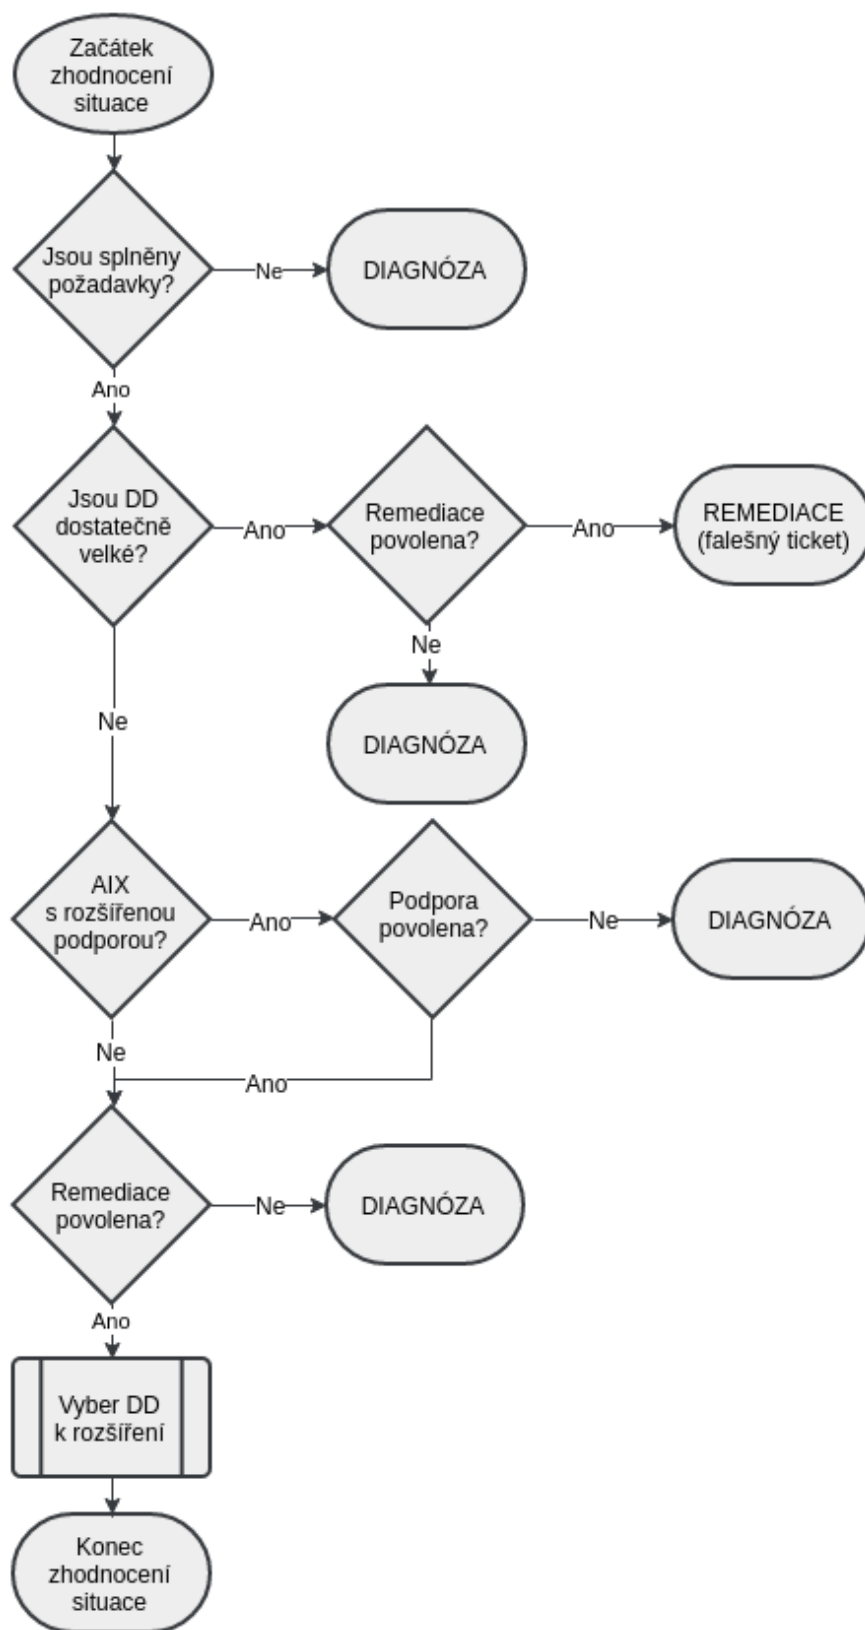 Začátek
zhodnocení
situace
Jsou splněny
požadavky?
Ne
DIAGNÓZA
Ano
Jsou DD
dostatečně
velké?
Ano
Remediace
povolena?
Ano
REMEDIACE
(falešný ticket)
Ne
DIAGNÓZA
Ne
AIX
s rozšířenou
podporou?
Ano
Podpora
povolena?
Ne
DIAGNÓZA
Ne
Ano
Remediace
povolena?
Ne
DIAGNÓZA
Ano
Vyber DD
k rozšíření
Konec
zhodnocení
situace